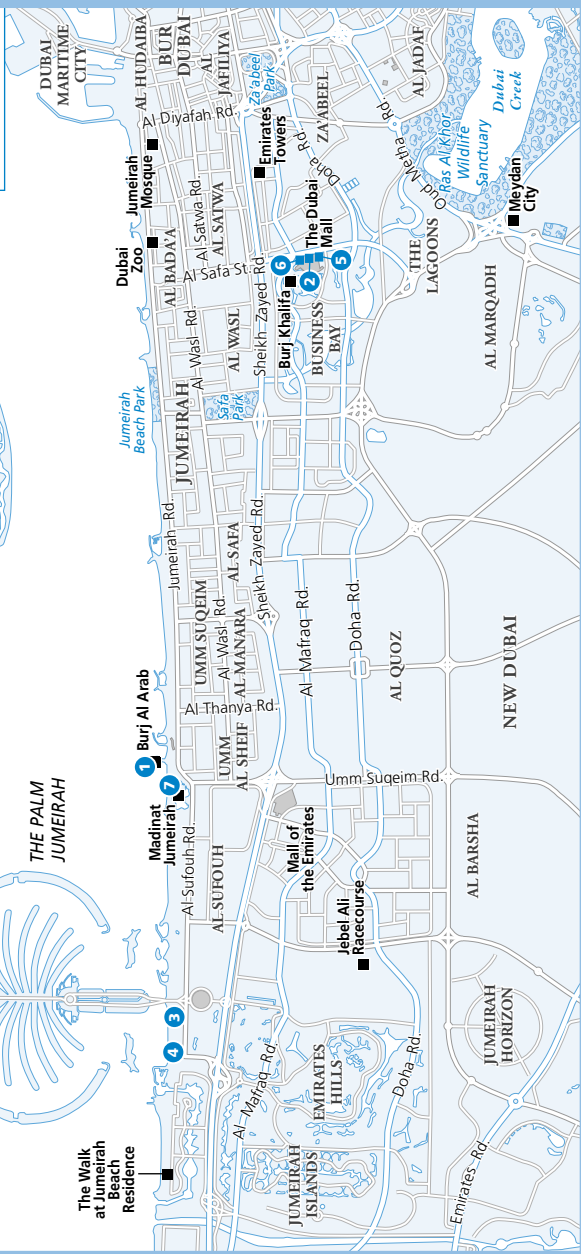 DUBAI
MARITIME
CITY
AL HUDAIBA
BUR
DUBAI
AL
JAFILIYA
Za'abeel
Park
ZA'ABEEL
AL JADAF
Dubai
Creek
Ras Al Khor
Wildlife
Sanctuary
Al Diyafah Rd.
Jumeirah
Mosque
Emirates
Towers
Doha Rd.
Oud Metha Rd.
Meydan
City
Dubai
Zoo
AL BADA'A
Al Satwa Rd.
AL SATWA
Al Safa St.
6
The Dubai
Mall
2
5
Burj Khalifa
BUSINESS
BAY
THE
LAGOONS
AL MARQADH
Al Wasl Rd.
AL WASL
Sheikh Zayed Rd.
Jumeirah
Beach Park
JUMEIRAH
Safa
Park
Jumeirah Rd.
AL SAFA
Sheikh Zayed Rd.
UMM SUQEIM
Al Wasl Rd.
AL MANARA
Al Mafraq Rd.
Doha Rd.
AL QUOZ
NEW DUBAI
Al Thanya Rd.
1
Burj Al Arab
UMM
AL SHEIF
Umm Suqeim Rd.
7
Madinat
Jumeirah
THE PALM
JUMEIRAH
Al Sufouh Rd.
AL SUFOUH
Mall of
the Emirates
AL BARSHA
Jebel Ali
Racecourse
3
4
JUMEIRAH
HORIZON
EMIRATES
HILLS
Doha Rd.
Al Mafraq Rd.
The Walk
at Jumeirah
Beach
Residence
JUMEIRAH
ISLANDS
Emirates Rd.